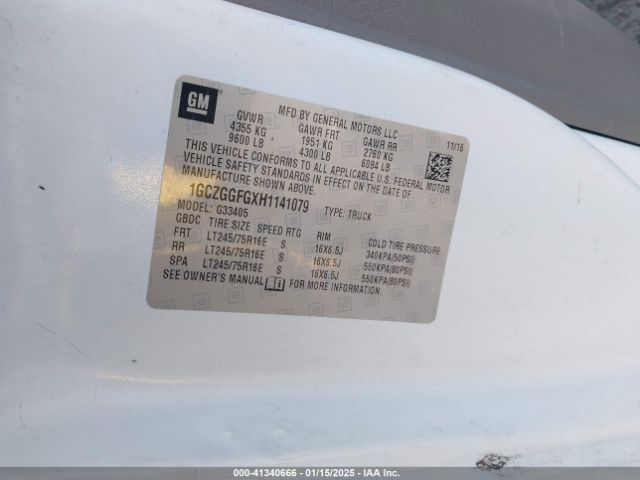 GM
MFD BY GENERAL MOTORS LLC
GVWR GAWR FRT GAWR RR 11/16
4355 KG 1951 KG 2760 KG
9600 LB 4300 LB 6084 LB
THIS VEHICLE CONFORMS TO ALL APPLICABLE U.S. FEDERAL MOTOR
VEHICLE SAFETY STANDARDS IN EFFECT ON THE DATE OF
MANUFACTURE SHOWN ABOVE.
1GCZGGFGXH1141079 TYPE: TRUCK
MODEL: G33405
GBDC TIRE SIZE SPEED RTG RIM COLD TIRE PRESSURE
FRT LT245/75R16E S 16X6.5J 340KPA(50PSI)
RR LT245/75R16E S 16X6.5J 550KPA(80PSI)
SPA LT245/75R16E S 16X6.5J 550KPA(80PSI)
SEE OWNER'S MANUAL FOR MORE INFORMATION.
000-41340666 - 01/15/2025 - IAA Inc.